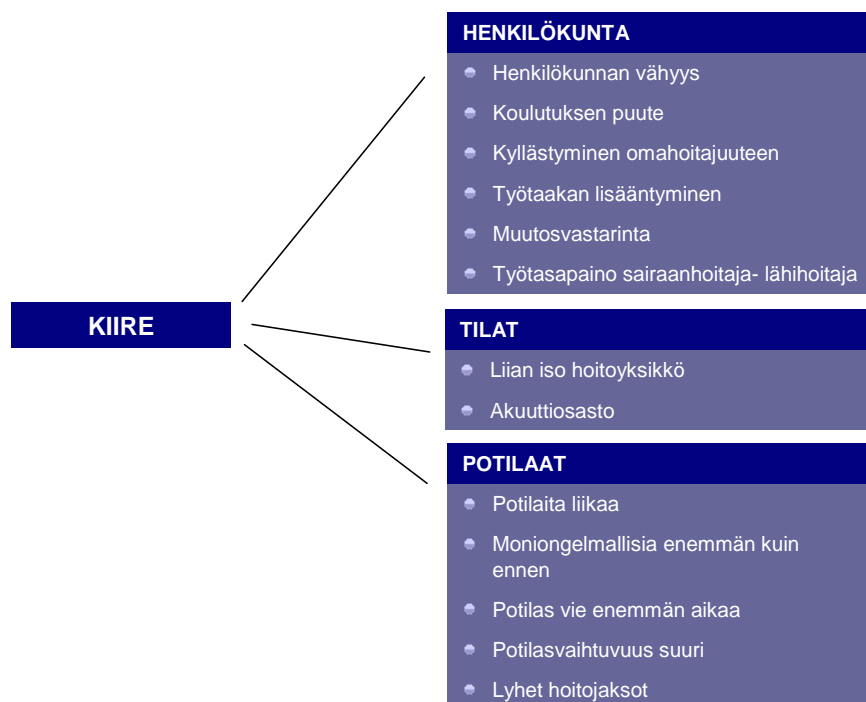 HENKILÖKUNTA
Henkilökunnan vähyys
Koulutuksen puute
Kyllästyminen omahoitajuuteen
Työtaakan lisääntyminen
Muutosvastarinta
Työtasapaino sairaanhoitaja- lähihoitaja
KIIRE
TILAT
Liian iso hoitoyksikkö
Akuuttiosasto
POTILAAT
Potilaita liikaa
Moniongelmallisia enemmän kuin
ennen
Potilas vie enemmän aikaa
Potilasvaihtuvuus suuri
Lyhet hoitojaksot